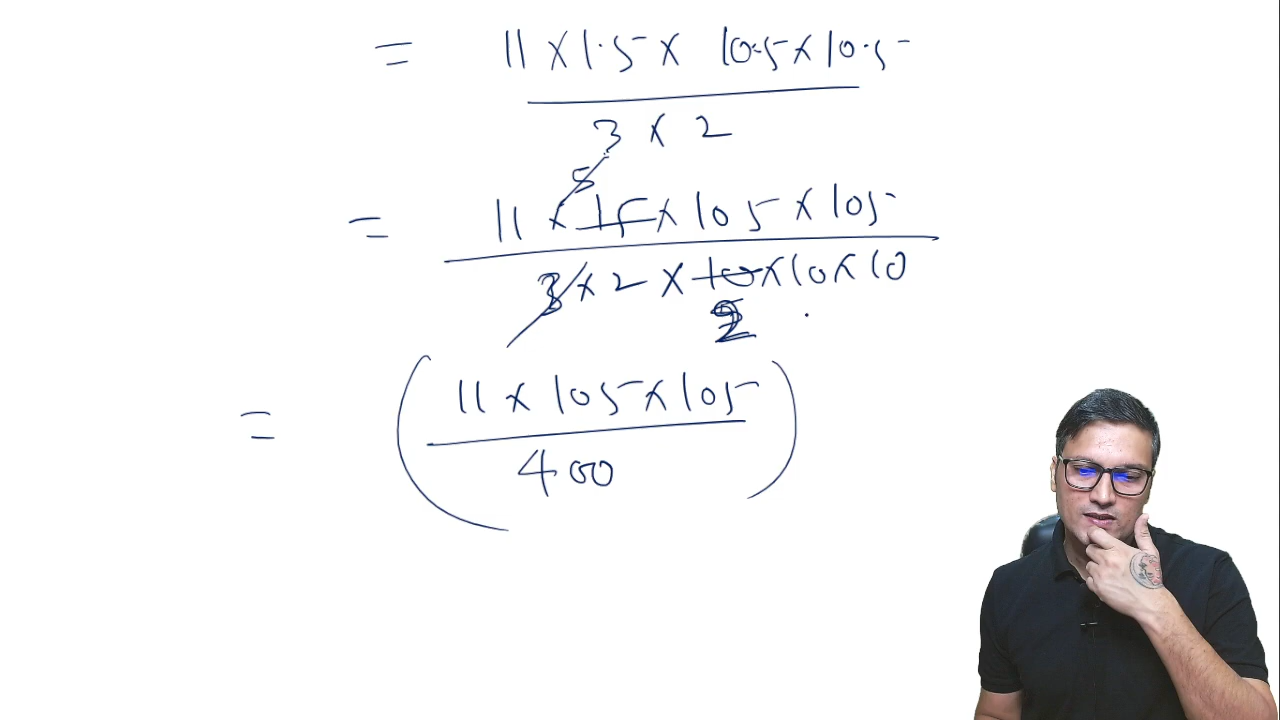 = 11 × 1.5 × 10.5 × 10.5
3 × 2
5
= 11 × 15 × 105 × 105
3 × 2 × 10 × 10 × 10
2
= ( 11 × 105 × 105 )
400